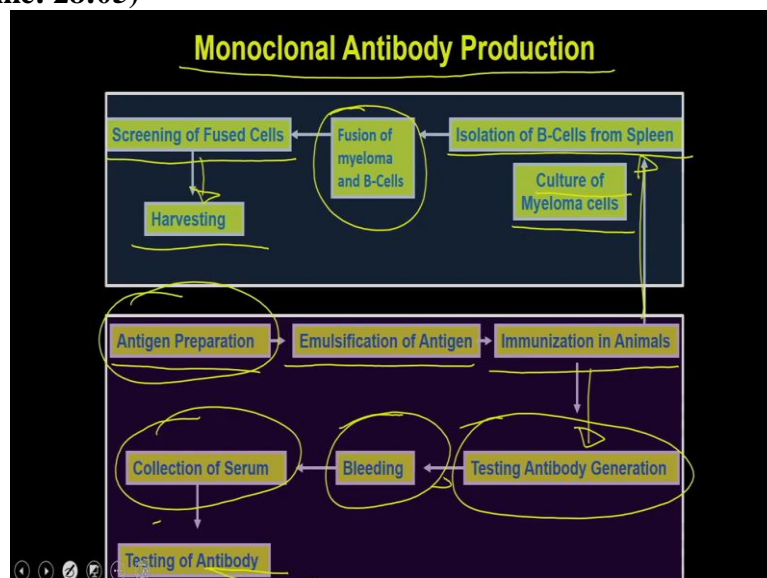 Monoclonal Antibody Production
Screening of Fused Cells
Fusion of
myeloma
and B-Cells
Isolation of B-Cells from Spleen
Culture of
Myeloma cells
Harvesting
Antigen Preparation
Emulsification of Antigen
Immunization in Animals
Collection of Serum
Bleeding
Testing Antibody Generation
Testing of Antibody